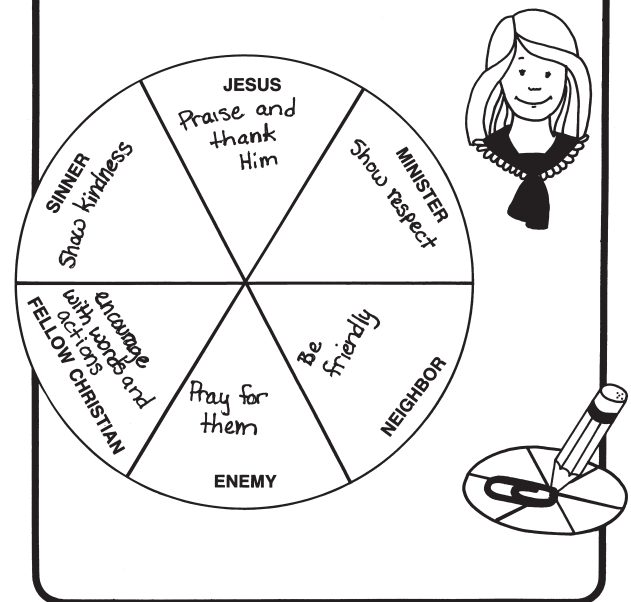 JESUS
Praise and
thank
Him
MINISTER
Show respect
NEIGHBOR
Be
friendly
ENEMY
Pray for
them
FELLOW CHRISTIAN
encourage
with words and
actions
SINNER
Show kindness